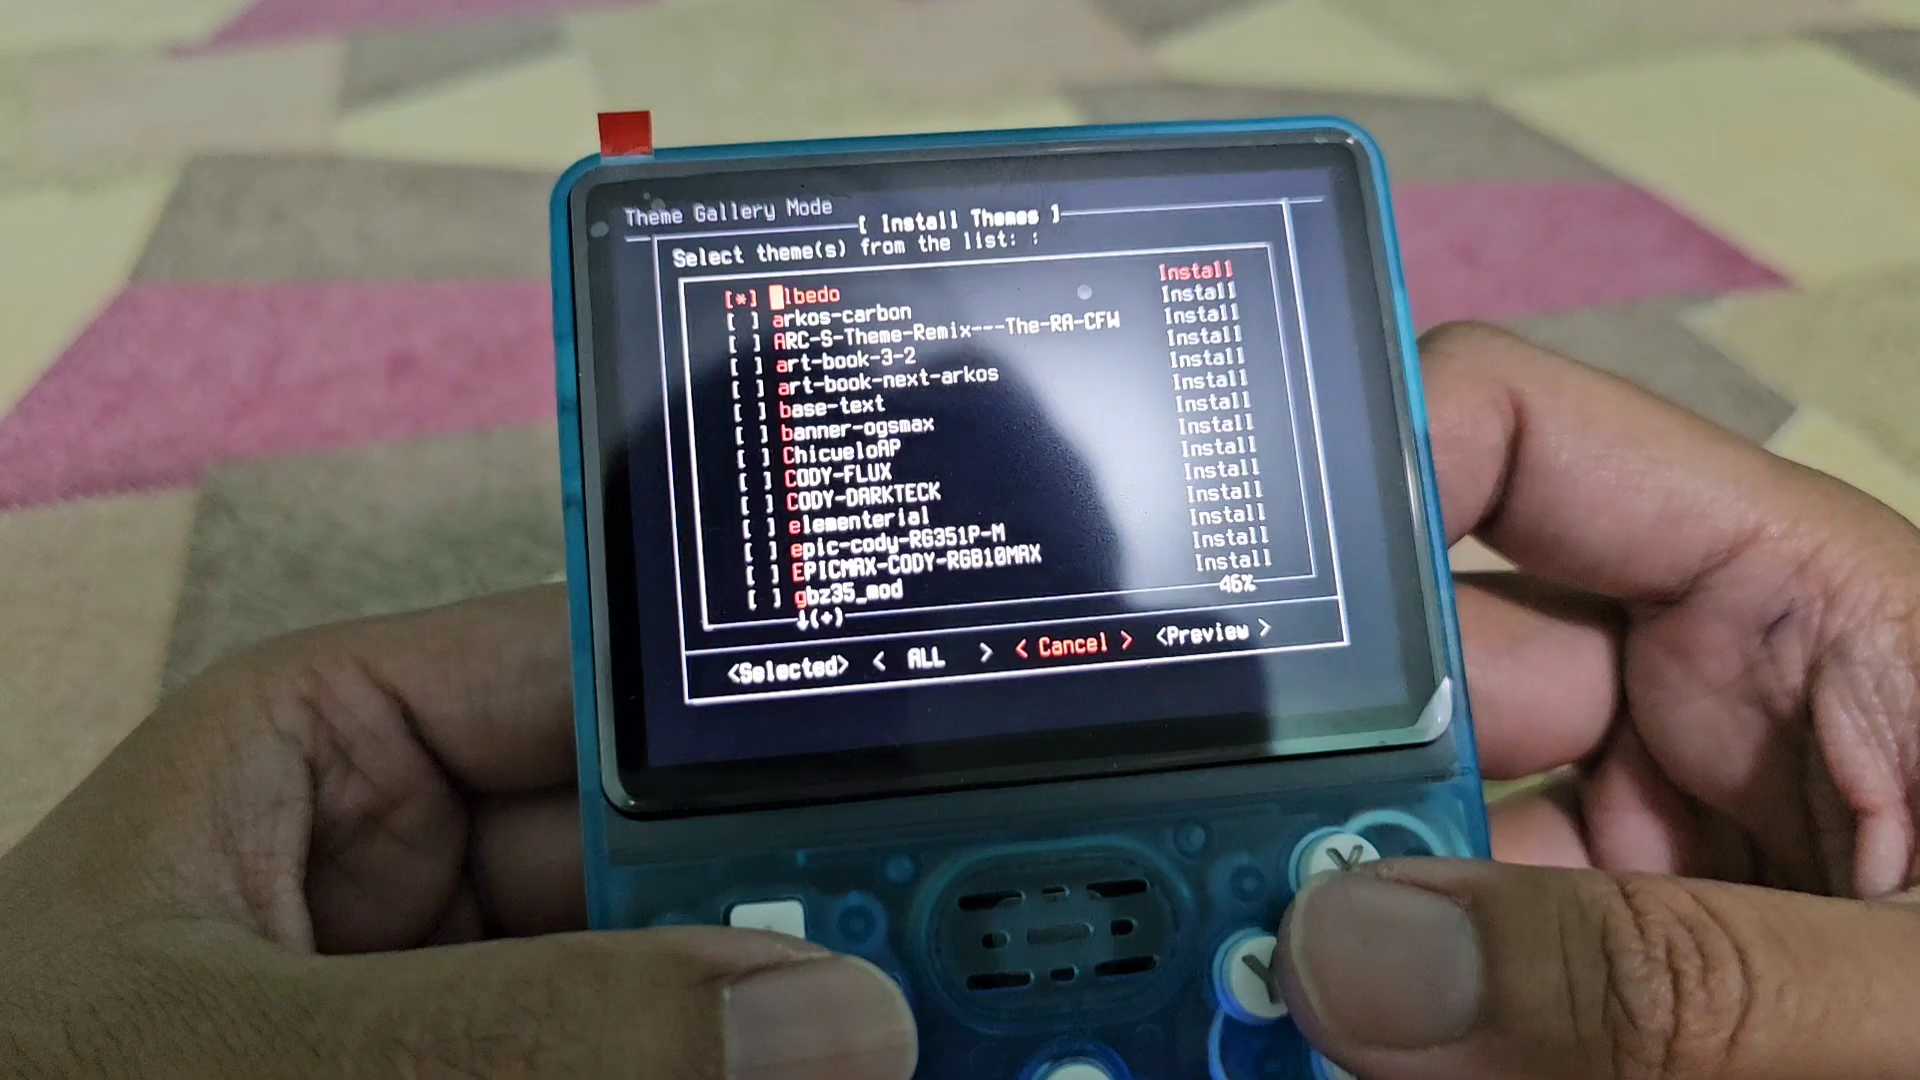 Theme Gallery Mode
[ Install Themes ]
Select theme(s) from the list: :
[*] albedo Install
[ ] arkos-carbon Install
[ ] ARC-S-Theme-Remix---The-RA-CFW Install
[ ] art-book-3-2 Install
[ ] art-book-next-arkos Install
[ ] base-text Install
[ ] banner-ogsmax Install
[ ] ChicueloAP Install
[ ] CODY-FLUX Install
[ ] CODY-DARKTECK Install
[ ] elementerial Install
[ ] epic-cody-RG351P-M Install
[ ] EPICMAX-CODY-RGB10MAX Install
[ ] gbz35_mod Install
↓(+) 46%
<Selected> < ALL > < Cancel > <Preview >
X
Y